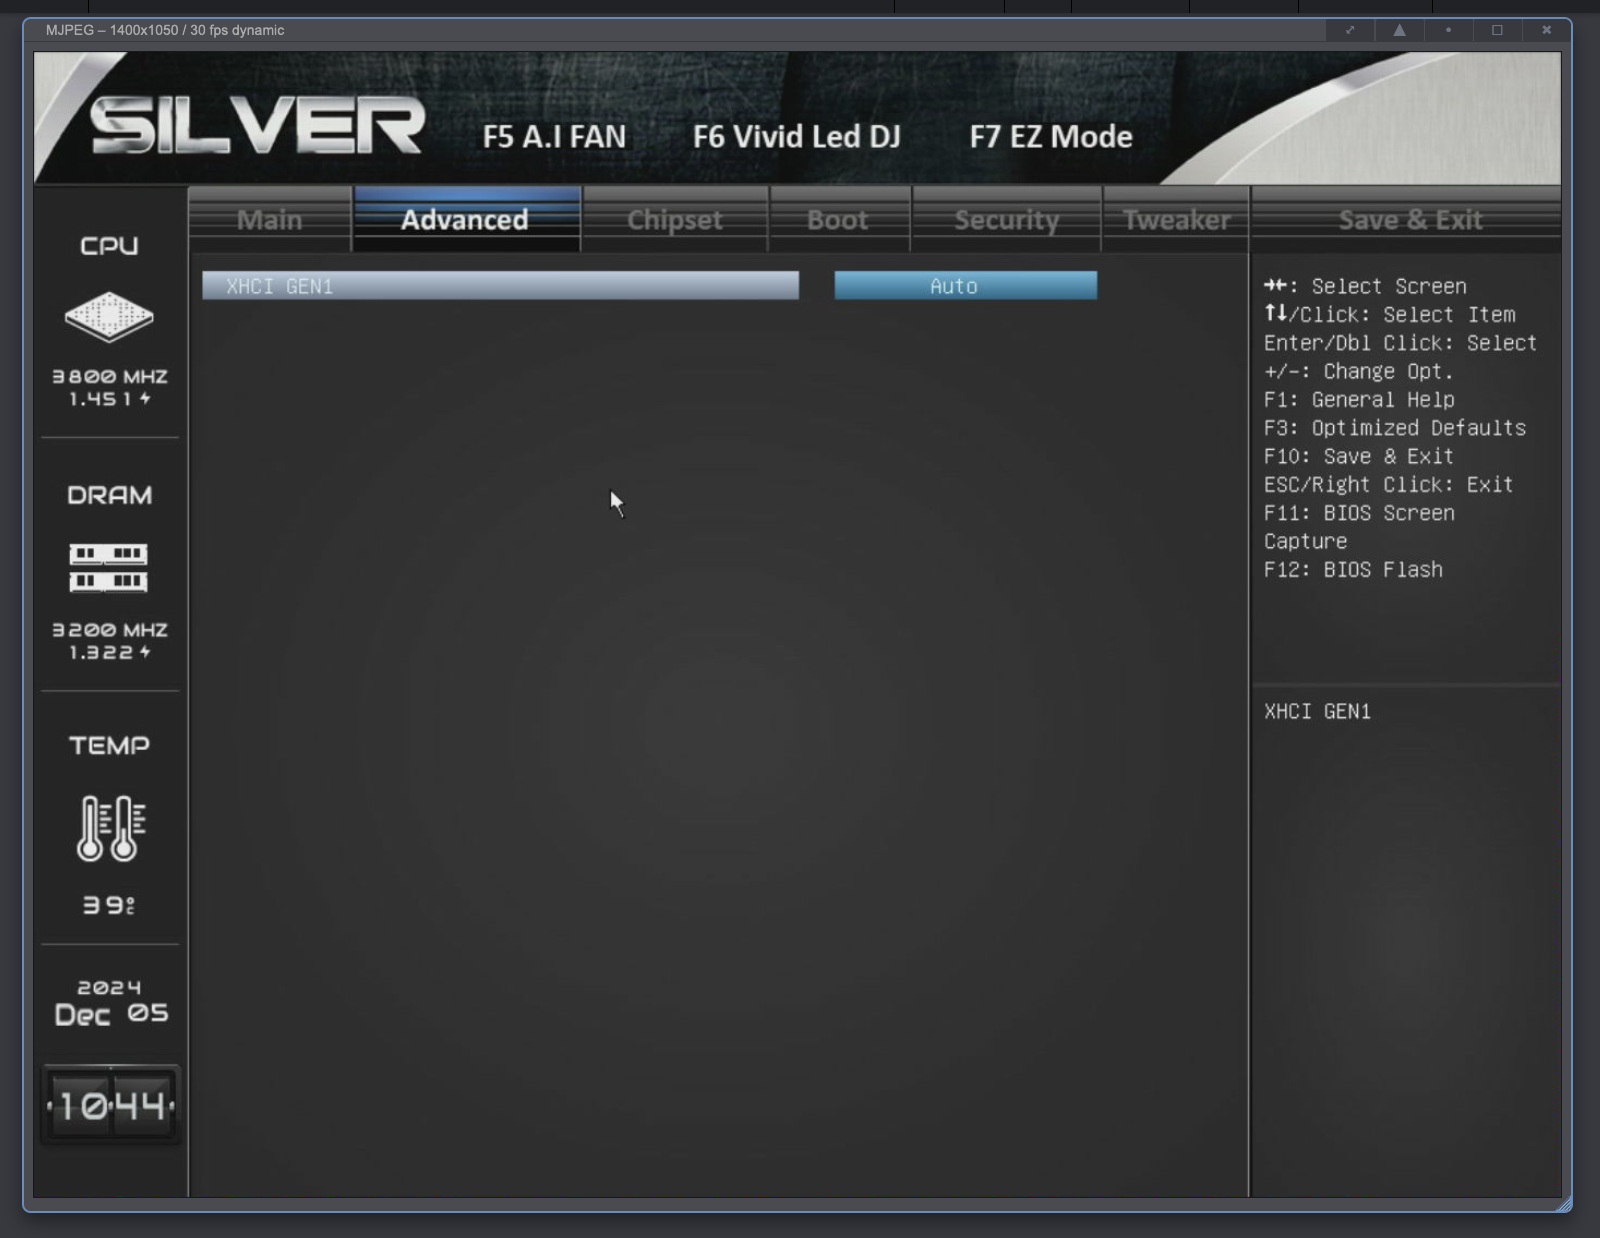 MJPEG – 1400x1050 / 30 fps dynamic
SILVER
F5 A.I FAN
F6 Vivid Led DJ
F7 EZ Mode
Main
Advanced
Chipset
Boot
Security
Tweaker
Save & Exit
CPU
3800 MHZ
1.451
DRAM
3200 MHZ
1.322
TEMP
39°C
2024
Dec 05
10:44
XHCI GEN1
Auto
→←: Select Screen
↑↓/Click: Select Item
Enter/Dbl Click: Select
+/-: Change Opt.
F1: General Help
F3: Optimized Defaults
F10: Save & Exit
ESC/Right Click: Exit
F11: BIOS Screen
Capture
F12: BIOS Flash
XHCI GEN1